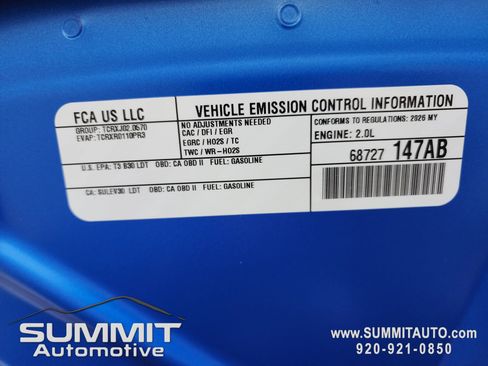 FCA US LLC
GROUP: TCRXJ02.0570
EVAP: TCRXR0110PR3
VEHICLE EMISSION CONTROL INFORMATION
NO ADJUSTMENTS NEEDED
CAC / DFI / EGR
EGRC / HO2S / TC
TWC / WR-HO2S
CONFORMS TO REGULATIONS: 2026 MY
ENGINE: 2.0L
68727 147AB
U.S. EPA: T3 B30 LDT OBD: CA OBD II FUEL: GASOLINE
CA: SULEV30 LDT OBD: CA OBD II FUEL: GASOLINE
SUMMIT
Automotive
WWW.SUMMITAUTO.COM
920-921-0850